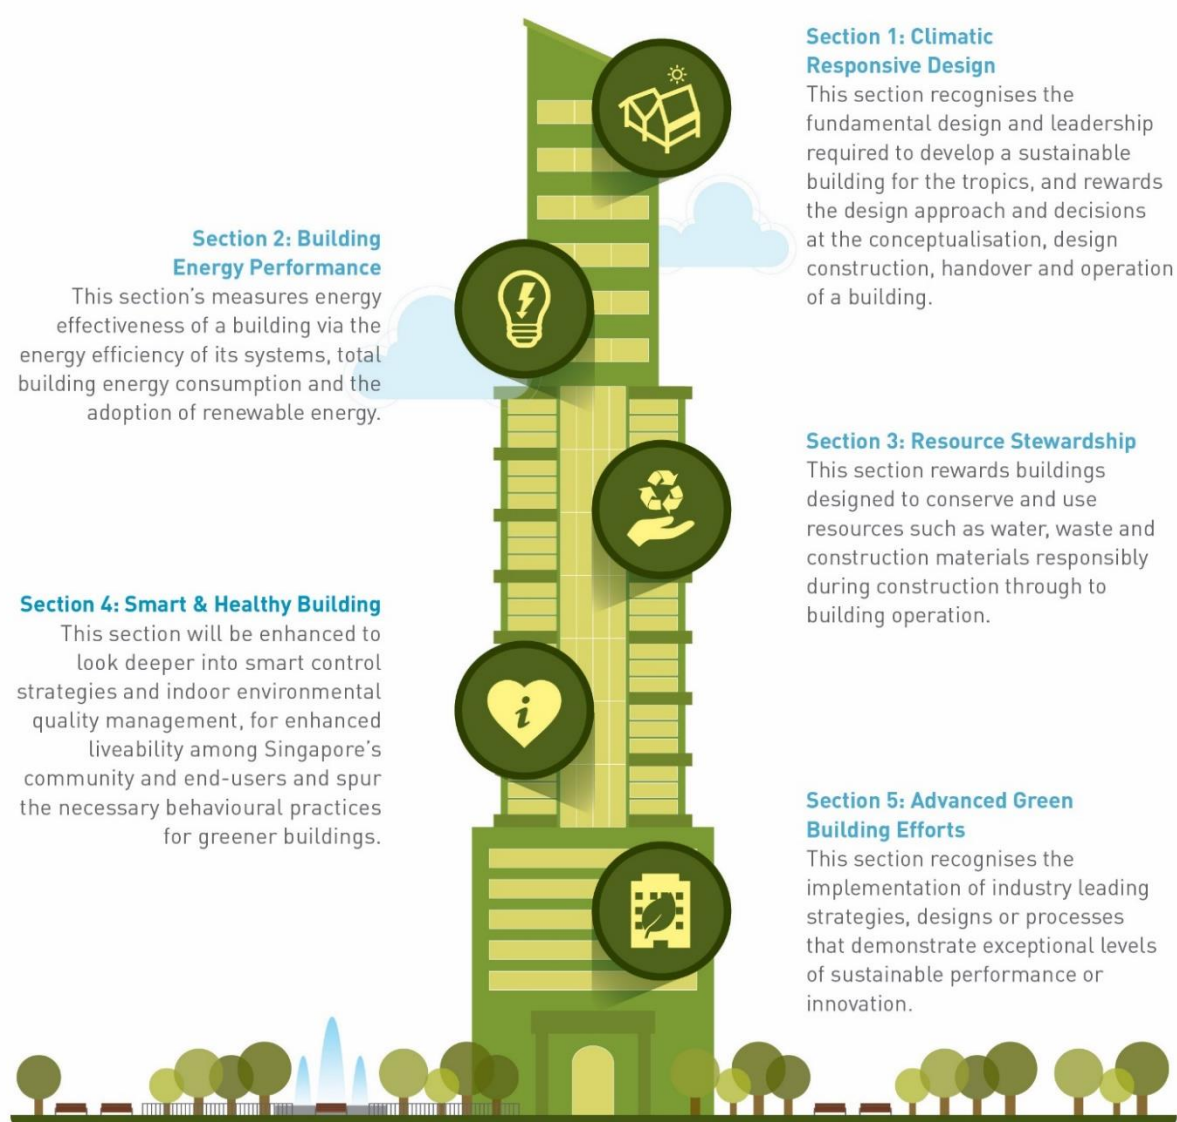 Section 1: Climatic
Responsive Design
This section recognises the
fundamental design and leadership
required to develop a sustainable
building for the tropics, and rewards
the design approach and decisions
at the conceptualisation, design
construction, handover and operation
of a building.
Section 2: Building
Energy Performance
This section's measures energy
effectiveness of a building via the
energy efficiency of its systems, total
building energy consumption and the
adoption of renewable energy.
Section 3: Resource Stewardship
This section rewards buildings
designed to conserve and use
resources such as water, waste and
construction materials responsibly
during construction through to
building operation.
Section 4: Smart & Healthy Building
This section will be enhanced to
look deeper into smart control
strategies and indoor environmental
quality management, for enhanced
liveability among Singapore's
community and end-users and spur
the necessary behavioural practices
for greener buildings.
i
Section 5: Advanced Green
Building Efforts
This section recognises the
implementation of industry leading
strategies, designs or processes
that demonstrate exceptional levels
of sustainable performance or
innovation.